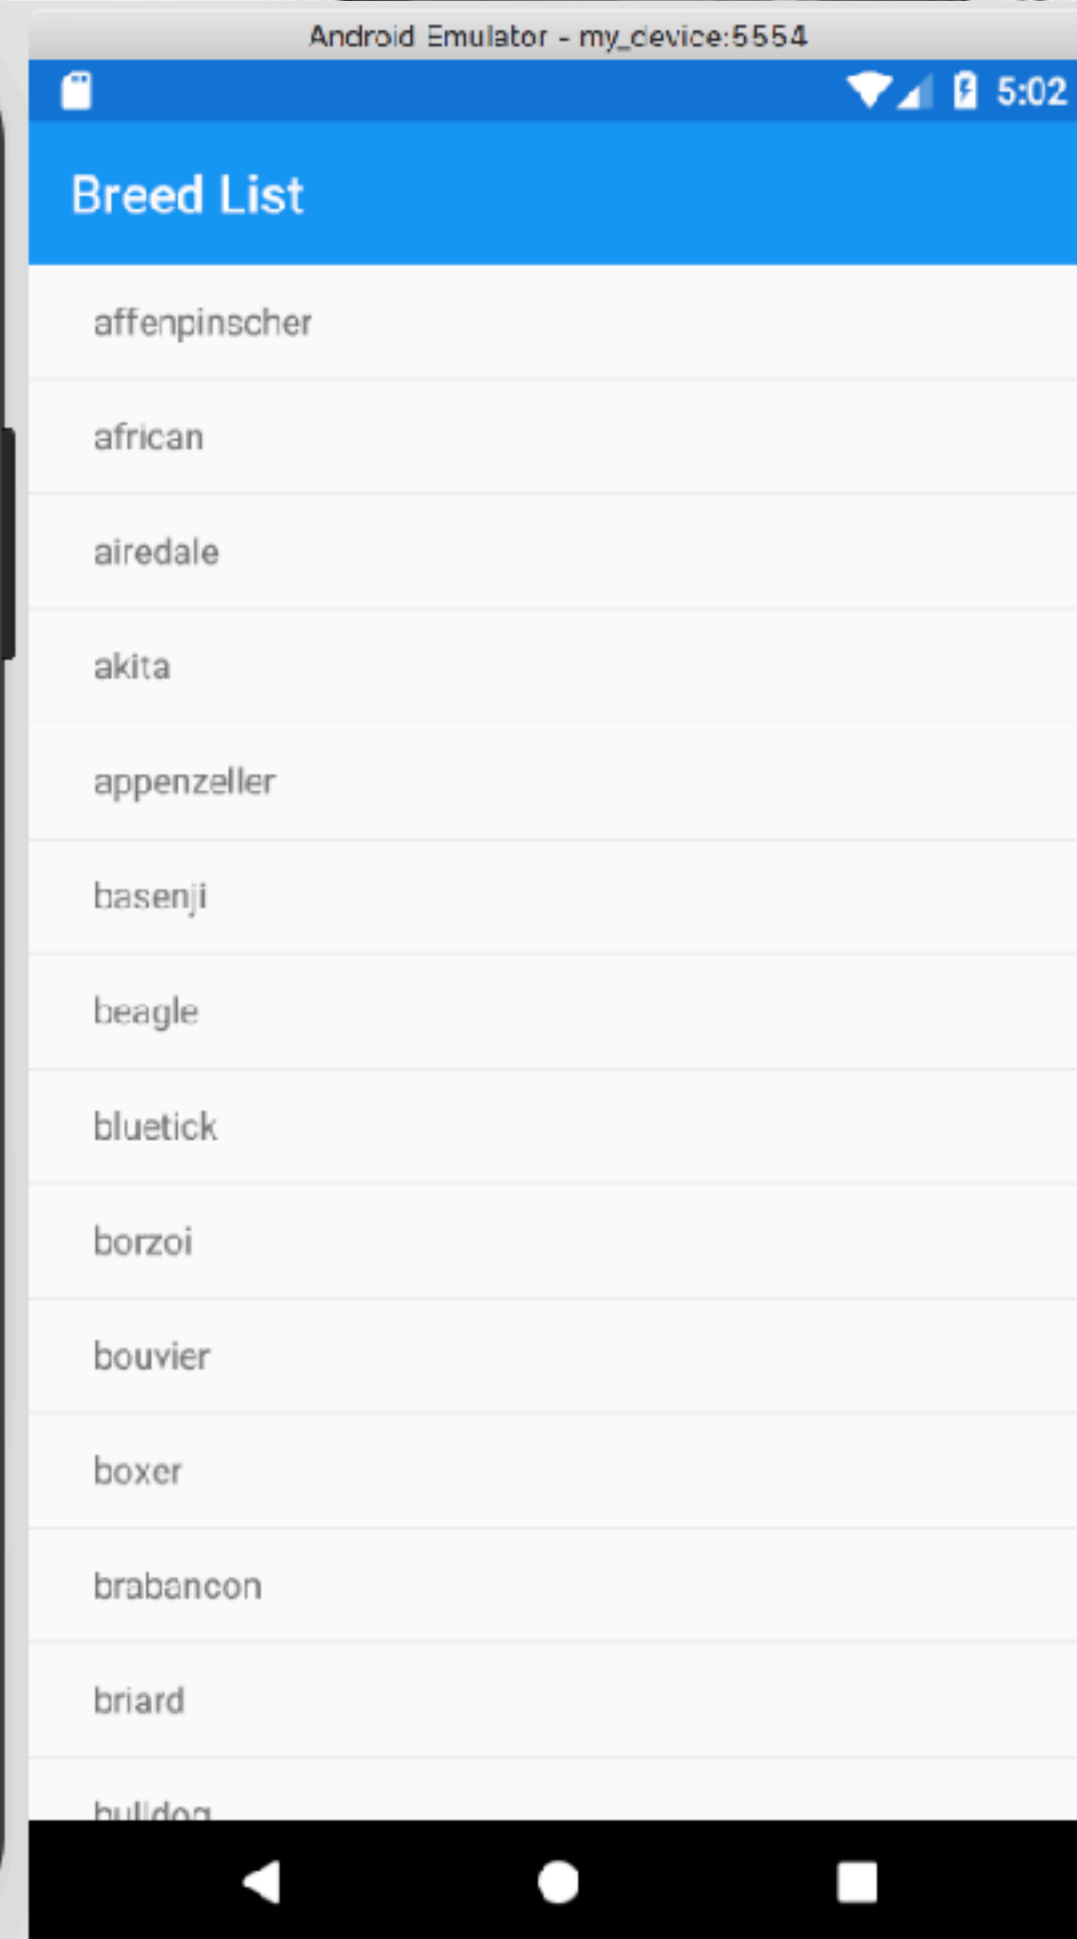 Android Emulator - my_device:5554
5:02
Breed List
affenpinscher
african
airedale
akita
appenzeller
basenji
beagle
bluetick
borzoi
bouvier
boxer
brabancon
briard
bulldog